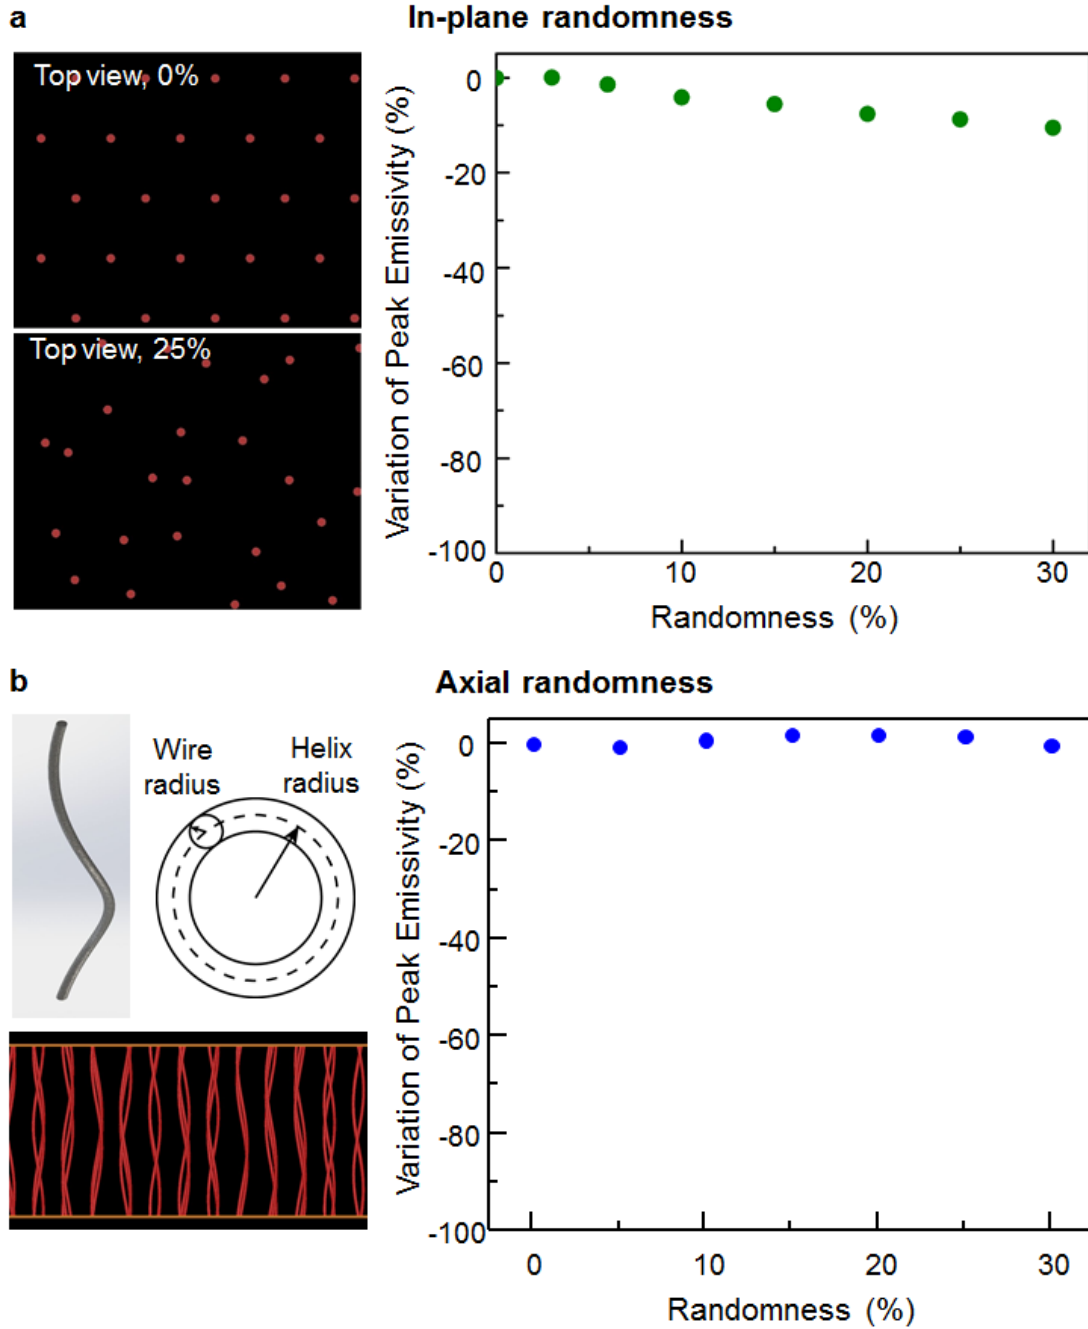 a
In-plane randomness
Top view, 0%
Top view, 25%
Variation of Peak Emissivity (%)
0
-20
-40
-60
-80
-100
0 10 20 30
Randomness (%)
b
Axial randomness
Wire radius
Helix radius
Variation of Peak Emissivity (%)
0
-20
-40
-60
-80
-100
0 10 20 30
Randomness (%)